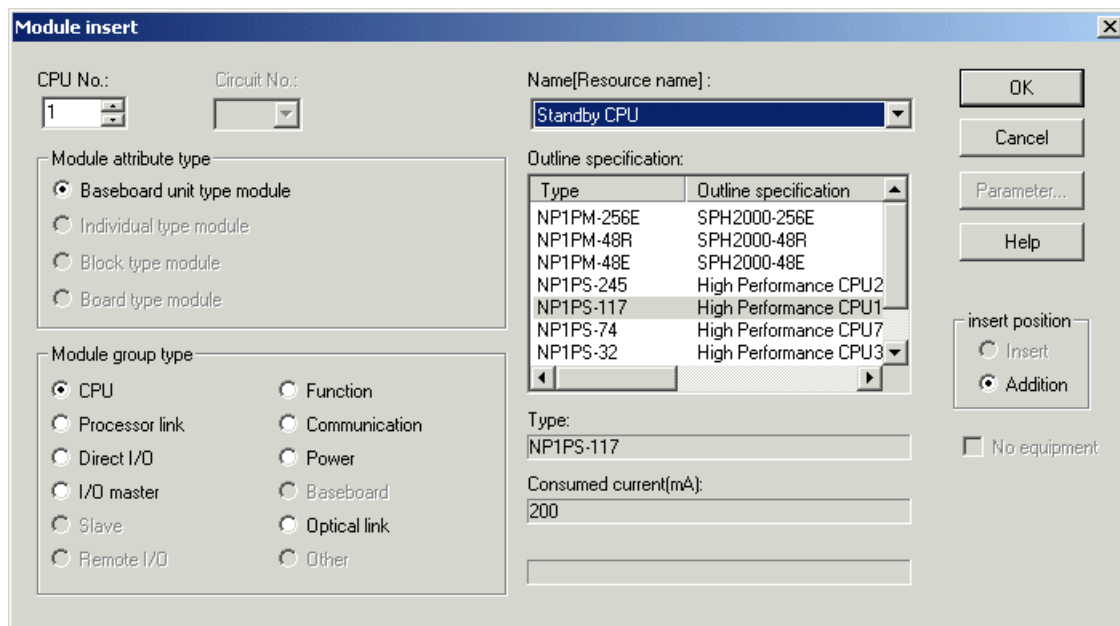 Module insert
CPU No.:
Circuit No.:
1
Name[Resource name] :
Standby CPU
OK
Cancel
Parameter...
Help
Module attribute type
Baseboard unit type module
Individual type module
Block type module
Board type module
Outline specification:
Type Outline specification
NP1PM-256E SPH2000-256E
NP1PM-48R SPH2000-48R
NP1PM-48E SPH2000-48E
NP1PS-245 High Performance CPU2
NP1PS-117 High Performance CPU1
NP1PS-74 High Performance CPU7
NP1PS-32 High Performance CPU3
insert position
Insert
Addition
No equipment
Module group type
CPU Function
Processor link Communication
Direct I/O Power
I/O master Baseboard
Slave Optical link
Remote I/O Other
Type:
NP1PS-117
Consumed current(mA):
200